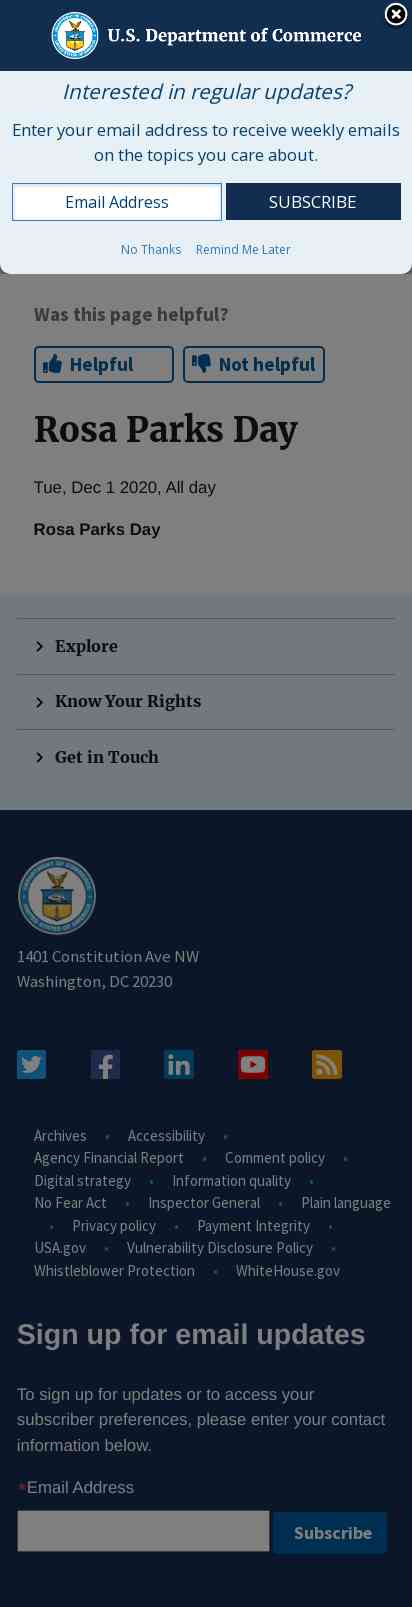 U.S. Department of Commerce
Interested in regular updates?
Enter your email address to receive weekly emails
on the topics you care about.
Email Address SUBSCRIBE
No Thanks Remind Me Later
Was this page helpful?
Helpful Not helpful
Rosa Parks Day
Tue, Dec 1 2020, All day
Rosa Parks Day
Explore
Know Your Rights
Get in Touch
1401 Constitution Ave NW
Washington, DC 20230
Archives • Accessibility •
Agency Financial Report • Comment policy •
Digital strategy • Information quality •
No Fear Act • Inspector General • Plain language
• Privacy policy • Payment Integrity •
USA.gov • Vulnerability Disclosure Policy •
Whistleblower Protection • WhiteHouse.gov
Sign up for email updates
To sign up for updates or to access your
subscriber preferences, please enter your contact
information below.
*Email Address
Subscribe